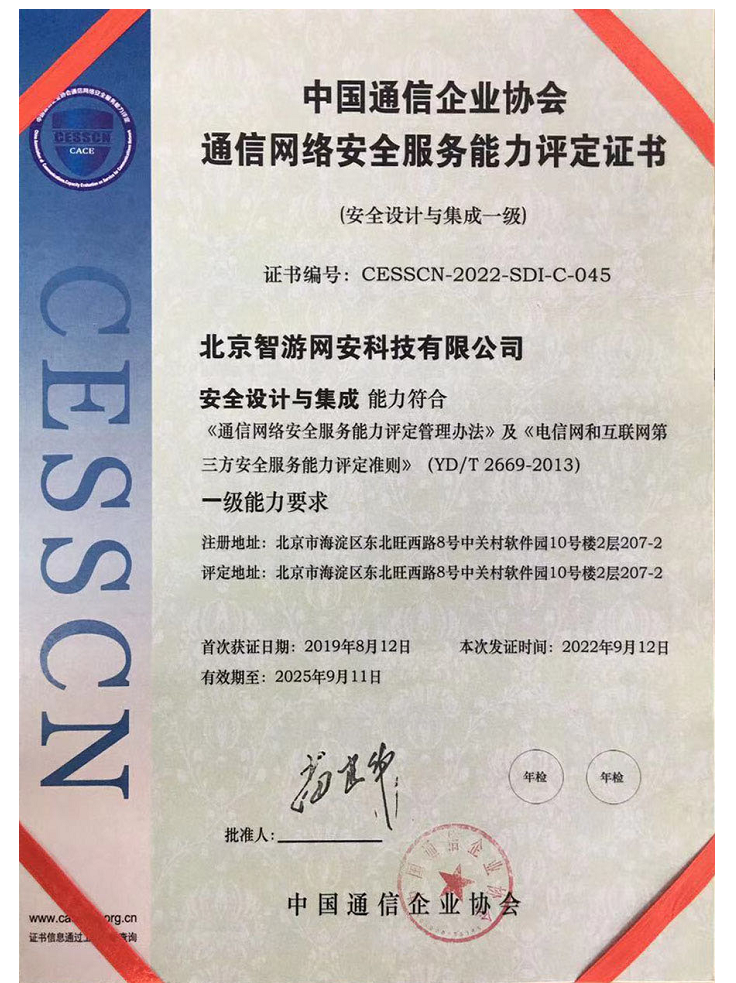 CESSCN
CACE
中国通信企业协会
通信网络安全服务能力评定证书
(安全设计与集成一级)
证书编号：CESSCN-2022-SDI-C-045
北京智游网安科技有限公司
安全设计与集成 能力符合
《通信网络安全服务能力评定管理办法》及《电信网和互联网第
三方安全服务能力评定准则》（YD/T 2669-2013）
一级能力要求
注册地址：北京市海淀区东北旺西路8号中关村软件园10号楼2层207-2
评定地址：北京市海淀区东北旺西路8号中关村软件园10号楼2层207-2
首次获证日期：2019年8月12日 本次发证时间：2022年9月12日
有效期至：2025年9月11日
年检 年检
批准人：
中国通信企业协会
中国通信企业协会
CESSCN
www.ca org.cn
证书信息通过 查询